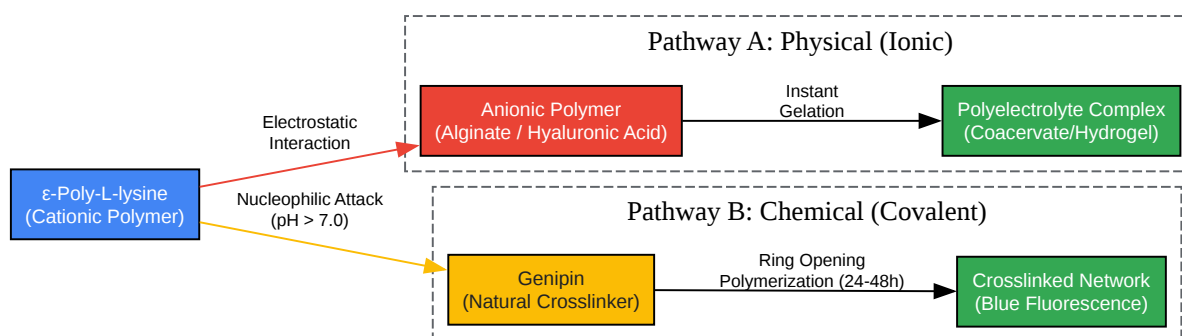 Pathway A: Physical (Ionic)
Anionic Polymer
(Alginate / Hyaluronic Acid)
Instant
Gelation
Polyelectrolyte Complex
(Coacervate/Hydrogel)
Electrostatic
Interaction
ε-Poly-L-lysine
(Cationic Polymer)
Nucleophilic Attack
(pH > 7.0)
Pathway B: Chemical (Covalent)
Genipin
(Natural Crosslinker)
Ring Opening
Polymerization (24-48h)
Crosslinked Network
(Blue Fluorescence)